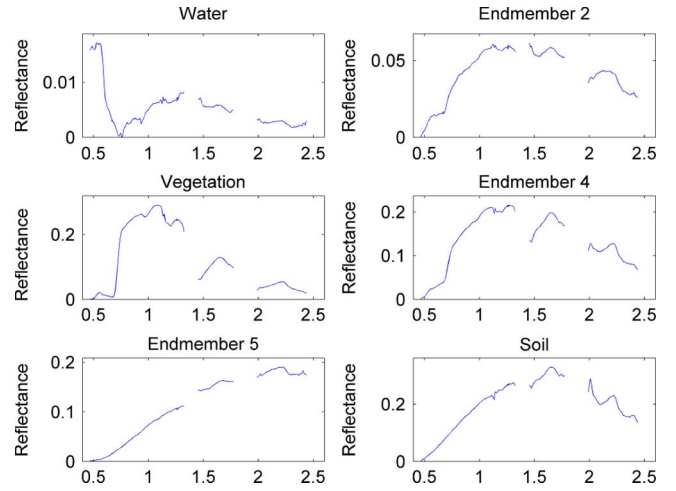 Water
Reflectance
0.01
0
0.5 1 1.5 2 2.5
Endmember 2
Reflectance
0.05
0
0.5 1 1.5 2 2.5
Vegetation
Reflectance
0.2
0
0.5 1 1.5 2 2.5
Endmember 4
Reflectance
0.2
0.1
0
0.5 1 1.5 2 2.5
Endmember 5
Reflectance
0.2
0.1
0
0.5 1 1.5 2 2.5
Soil
Reflectance
0.2
0
0.5 1 1.5 2 2.5